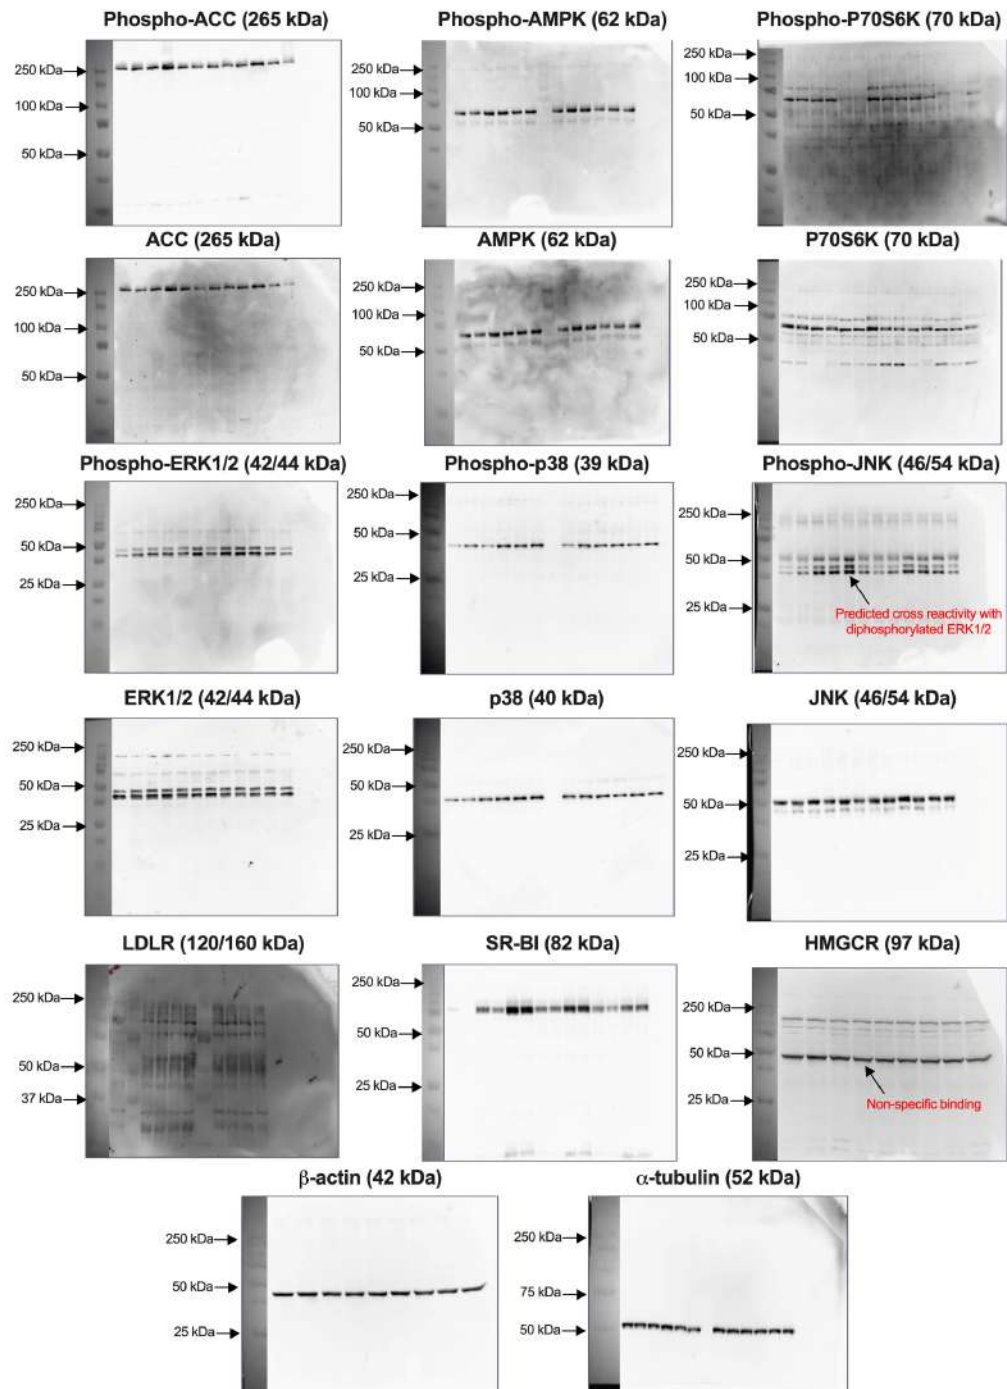 Phospho-ACC (265 kDa)
250 kDa
100 kDa
50 kDa
Phospho-AMPK (62 kDa)
250 kDa
100 kDa
50 kDa
Phospho-P70S6K (70 kDa)
250 kDa
100 kDa
50 kDa
ACC (265 kDa)
250 kDa
100 kDa
50 kDa
AMPK (62 kDa)
250 kDa
100 kDa
50 kDa
P70S6K (70 kDa)
250 kDa
100 kDa
50 kDa
Phospho-ERK1/2 (42/44 kDa)
250 kDa
50 kDa
25 kDa
Phospho-p38 (39 kDa)
250 kDa
50 kDa
25 kDa
Phospho-JNK (46/54 kDa)
250 kDa
50 kDa
25 kDa
Predicted cross reactivity with
diphosphorylated ERK1/2
ERK1/2 (42/44 kDa)
250 kDa
50 kDa
25 kDa
p38 (40 kDa)
250 kDa
50 kDa
25 kDa
JNK (46/54 kDa)
250 kDa
50 kDa
25 kDa
LDLR (120/160 kDa)
250 kDa
50 kDa
37 kDa
SR-BI (82 kDa)
250 kDa
50 kDa
25 kDa
HMGCR (97 kDa)
250 kDa
50 kDa
25 kDa
Non-specific binding
β-actin (42 kDa)
250 kDa
50 kDa
25 kDa
α-tubulin (52 kDa)
250 kDa
75 kDa
50 kDa